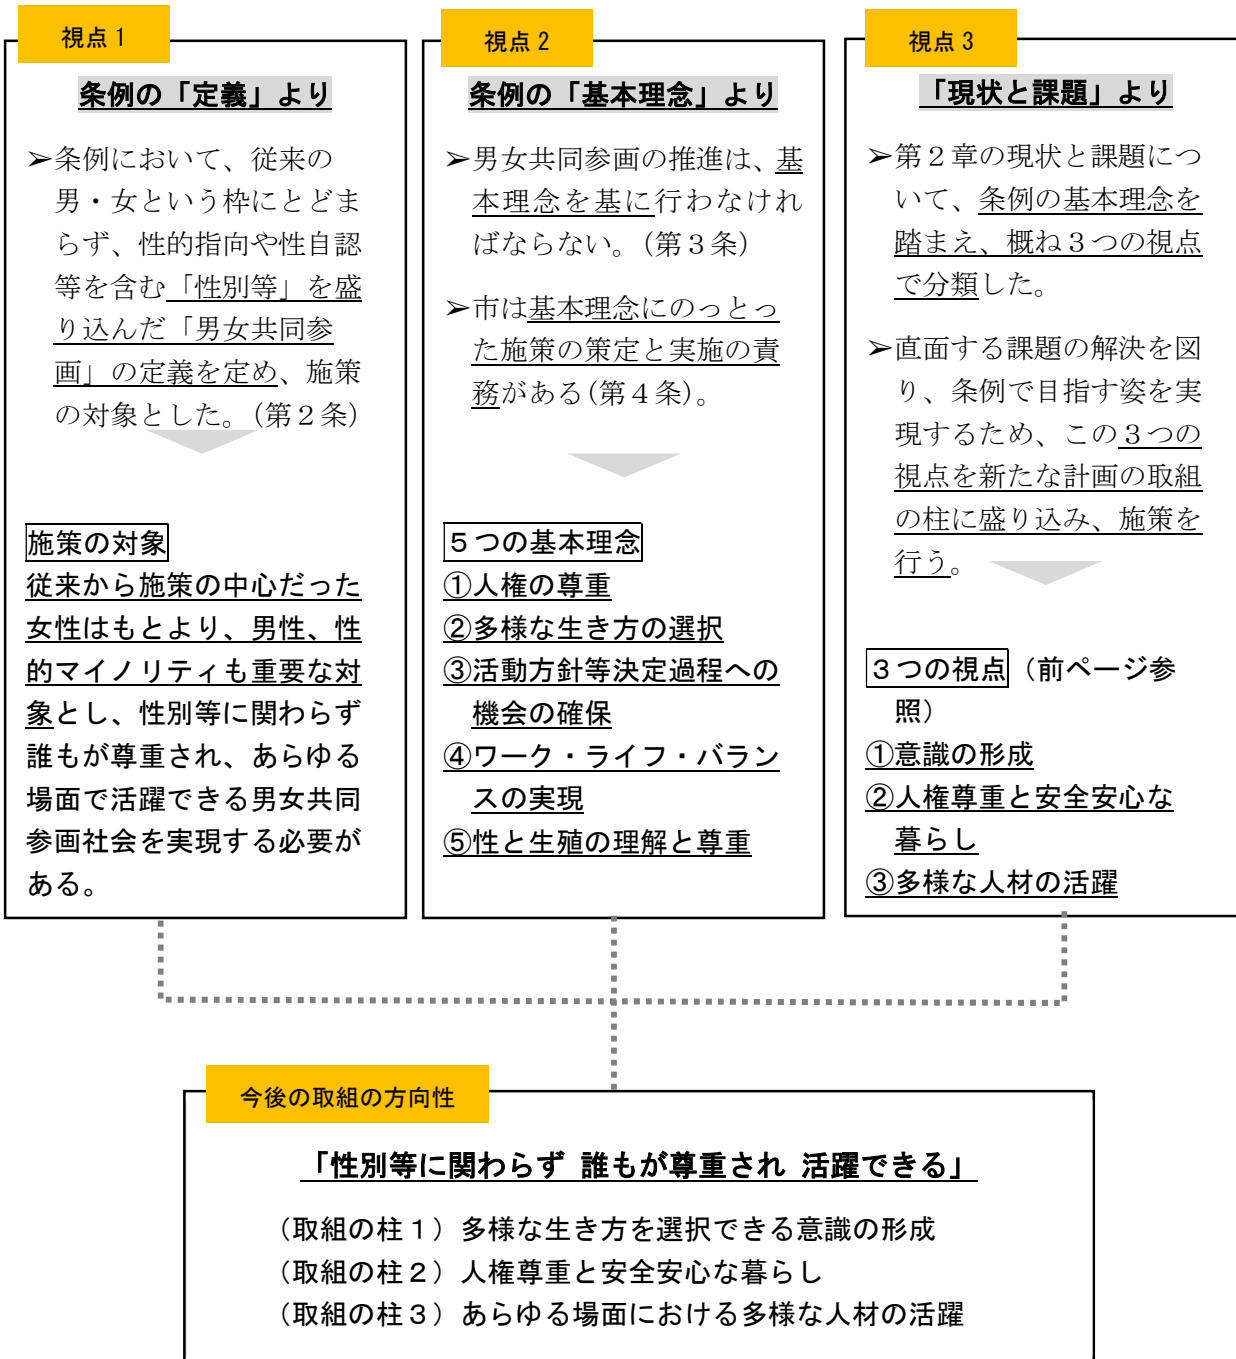 視点 1
条例の「定義」より
➢条例において、従来の
男・女という枠にとどま
らず、性的指向や性自認
等を含む「性別等」を盛
り込んだ「男女共同参
画」の定義を定め、施策
の対象とした。(第２条)
施策の対象
従来から施策の中心だった
女性はもとより、男性、性
的マイノリティも重要な対
象とし、性別等に関わらず
誰もが尊重され、あらゆる
場面で活躍できる男女共同
参画社会を実現する必要が
ある。
視点 2
条例の「基本理念」より
➢男女共同参画の推進は、基
本理念を基に行わなけれ
ばならない。(第３条)
➢市は基本理念にのっとっ
た施策の策定と実施の責
務がある(第４条)。
５つの基本理念
①人権の尊重
②多様な生き方の選択
③活動方針等決定過程への
機会の確保
④ワーク・ライフ・バラン
スの実現
⑤性と生殖の理解と尊重
視点 3
「現状と課題」より
➢第２章の現状と課題につ
いて、条例の基本理念を
踏まえ、概ね３つの視点
で分類した。
➢直面する課題の解決を図
り、条例で目指す姿を実
現するため、この３つの
視点を新たな計画の取組
の柱に盛り込み、施策を
行う。
３つの視点（前ページ参
照）
①意識の形成
②人権尊重と安全安心な
暮らし
③多様な人材の活躍
今後の取組の方向性
「性別等に関わらず 誰もが尊重され 活躍できる」
（取組の柱１）多様な生き方を選択できる意識の形成
（取組の柱２）人権尊重と安全安心な暮らし
（取組の柱３）あらゆる場面における多様な人材の活躍